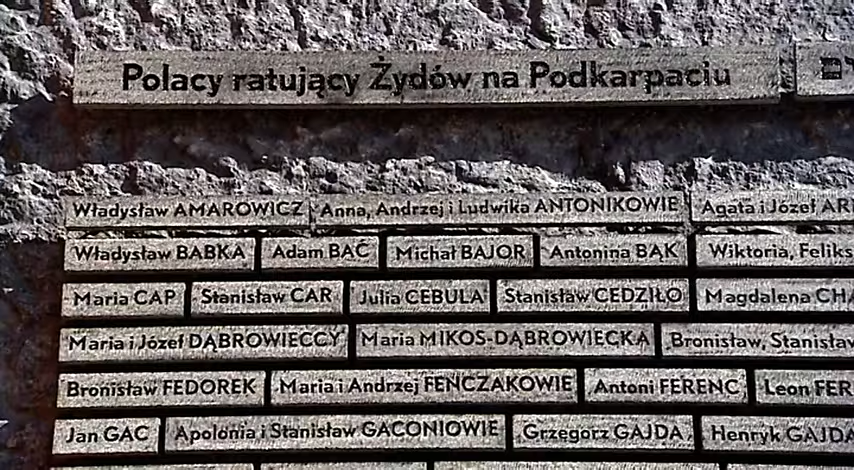 Polacy ratujący Żydów na Podkarpaciu
Władysław AMAROWICZ Anna, Andrzej i Ludwika ANTONIKOWIE Agata i Józef
Władysław BABKA Adam BAĆ Michał BAJOR Antonina BĄK Wiktoria, Feliks
Maria CAP Stanisław CAR Julia CEBULA Stanisław CEDZIŁO Magdalena
Maria i Józef DĄBROWIECCY Maria MIKOS-DĄBROWIECKA Bronisław, Stanisław
Bronisław FEDOREK Maria i Andrzej FENCZAKOWIE Antoni FERENC Leon
Jan GAC Apolonia i Stanisław GACONIOWIE Grzegorz GAJDA Henryk GAJDA